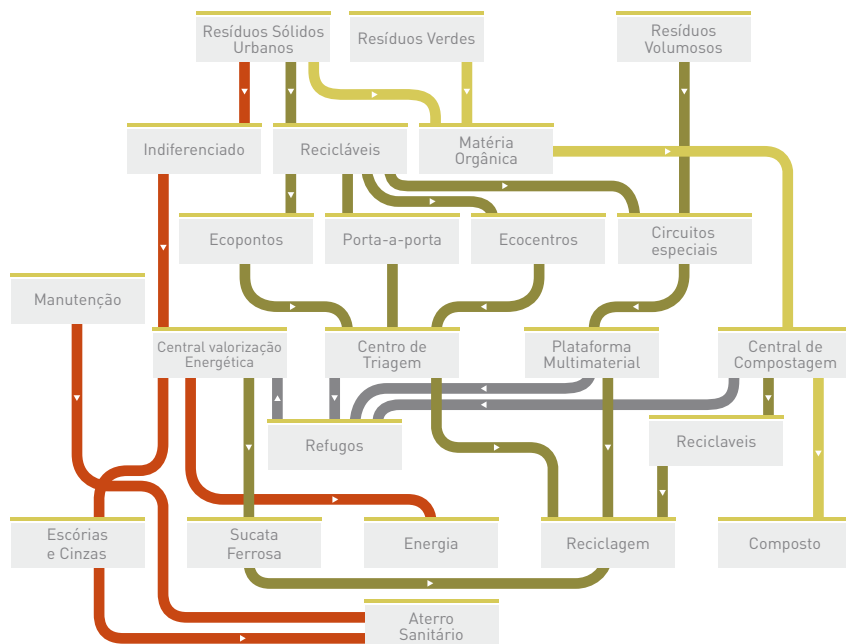 Resíduos Sólidos
Urbanos
Resíduos Verdes
Resíduos
Volumosos
Indiferenciado
Recicláveis
Matéria
Orgânica
Ecopontos
Porta-a-porta
Ecocentros
Circuitos
especiais
Manutenção
Central valorização
Energética
Centro de
Triagem
Plataforma
Multimaterial
Central de
Compostagem
Refugos
Reciclaveis
Escórias
e Cinzas
Sucata
Ferrosa
Energia
Reciclagem
Composto
Aterro
Sanitário